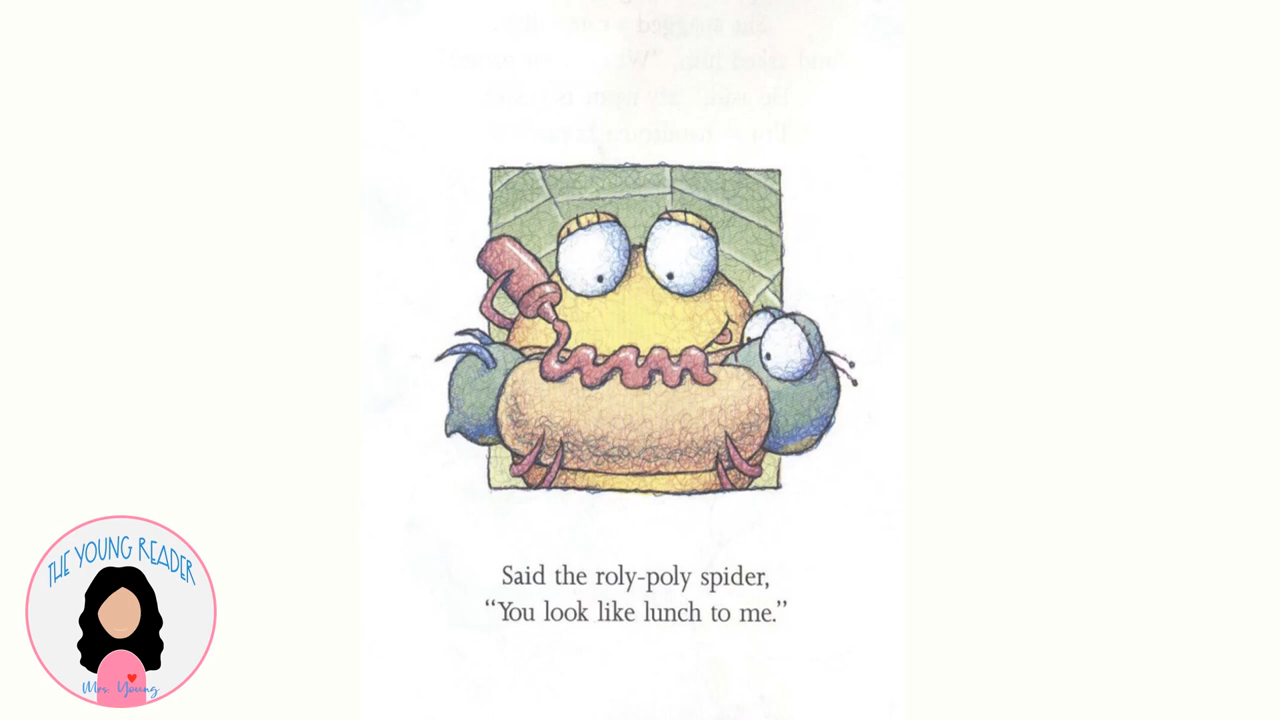 Said the roly-poly spider,
“You look like lunch to me.”
THE YOUNG READER
Mrs Young